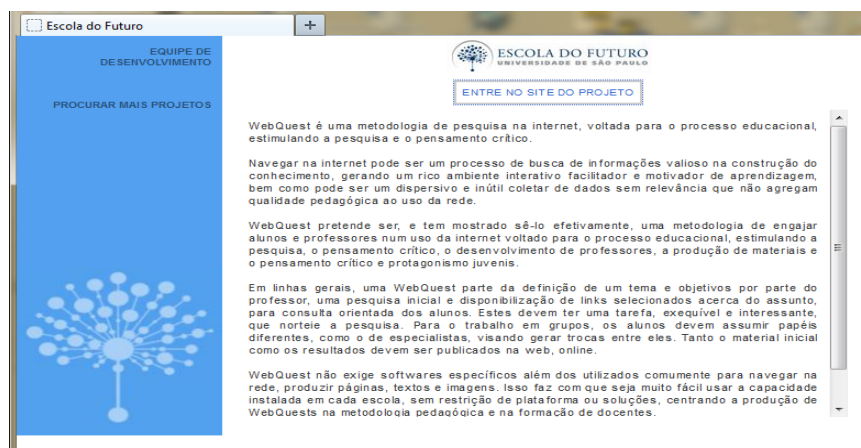 Escola do Futuro
EQUIPE DE
DESENVOLVIMENTO
PROCURAR MAIS PROJETOS
ESCOLA DO FUTURO
UNIVERSIDADE DE SÃO PAULO
ENTRE NO SITE DO PROJETO
WebQuest é uma metodologia de pesquisa na internet, voltada para o processo educacional,
estimulando a pesquisa e o pensamento crítico.
Navegar na internet pode ser um processo de busca de informações valioso na construção do
conhecimento, gerando um rico ambiente interativo facilitador e motivador de aprendizagem,
bem como pode ser um dispersivo e inútil coletar de dados sem relevância que não agregam
qualidade pedagógica ao uso da rede.
WebQuest pretende ser, e tem mostrado sê-lo efetivamente, uma metodologia de engajar
alunos e professores num uso da internet voltado para o processo educacional, estimulando a
pesquisa, o pensamento crítico, o desenvolvimento de professores, a produção de materiais e
o pensamento crítico e protagonismo juvenis.
Em linhas gerais, uma WebQuest parte da definição de um tema e objetivos por parte do
professor, uma pesquisa inicial e disponibilização de links selecionados acerca do assunto,
para consulta orientada dos alunos. Estes devem ter uma tarefa, exequível e interessante,
que norteie a pesquisa. Para o trabalho em grupos, os alunos devem assumir papéis
diferentes, como o de especialistas, visando gerar trocas entre eles. Tanto o material inicial
como os resultados devem ser publicados na web, online.
WebQuest não exige softwares específicos além dos utilizados comumente para navegar na
rede, produzir páginas, textos e imagens. Isso faz com que seja muito fácil usar a capacidade
instalada em cada escola, sem restrição de plataforma ou soluções, centrando a produção de
WebQuests na metodologia pedagógica e na formação de docentes.